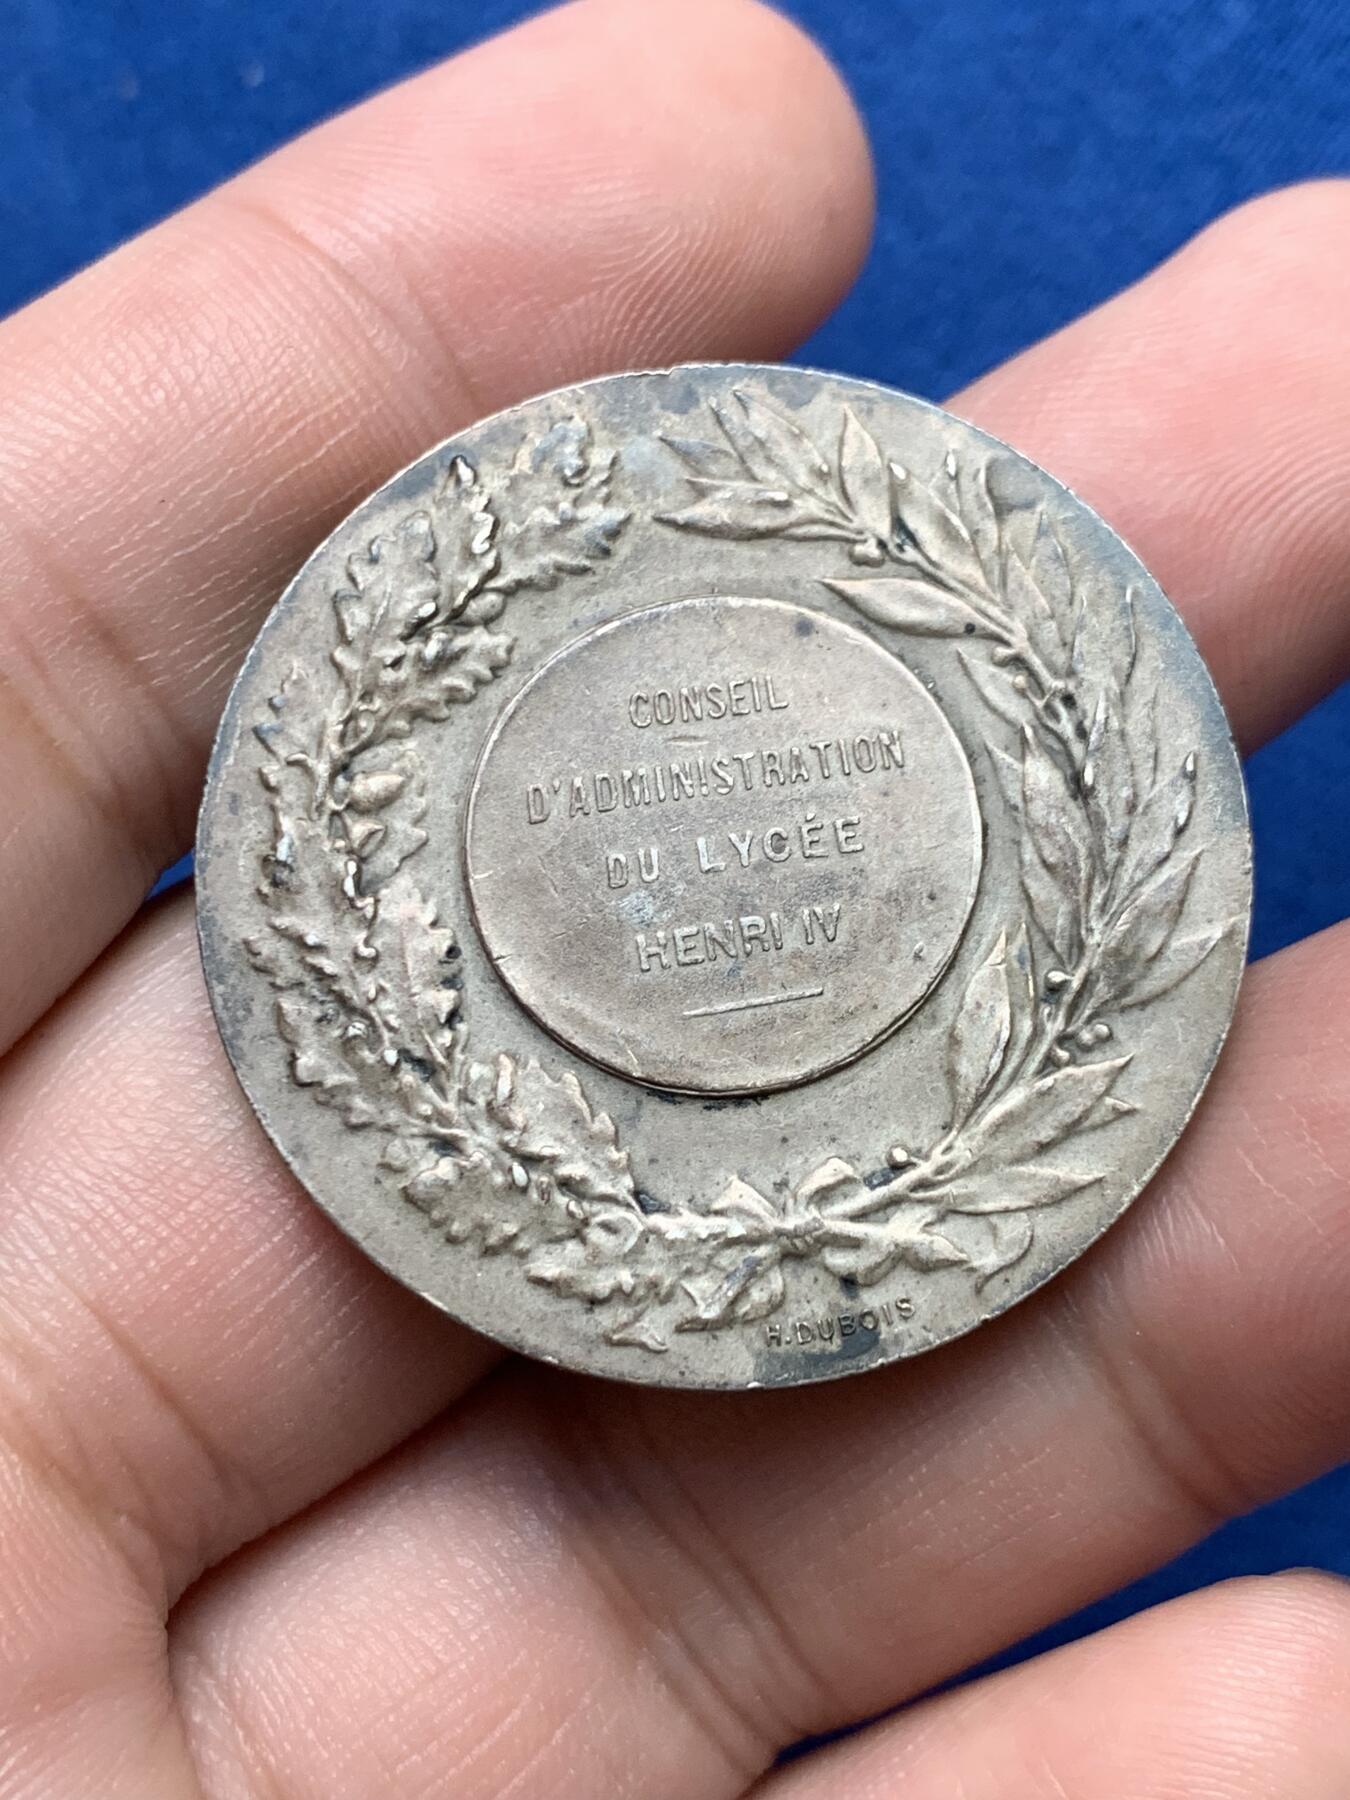 CONSEIL
D'ADMINISTRATION
DU LYCÉE
HENRI IV
H. DUBOIS